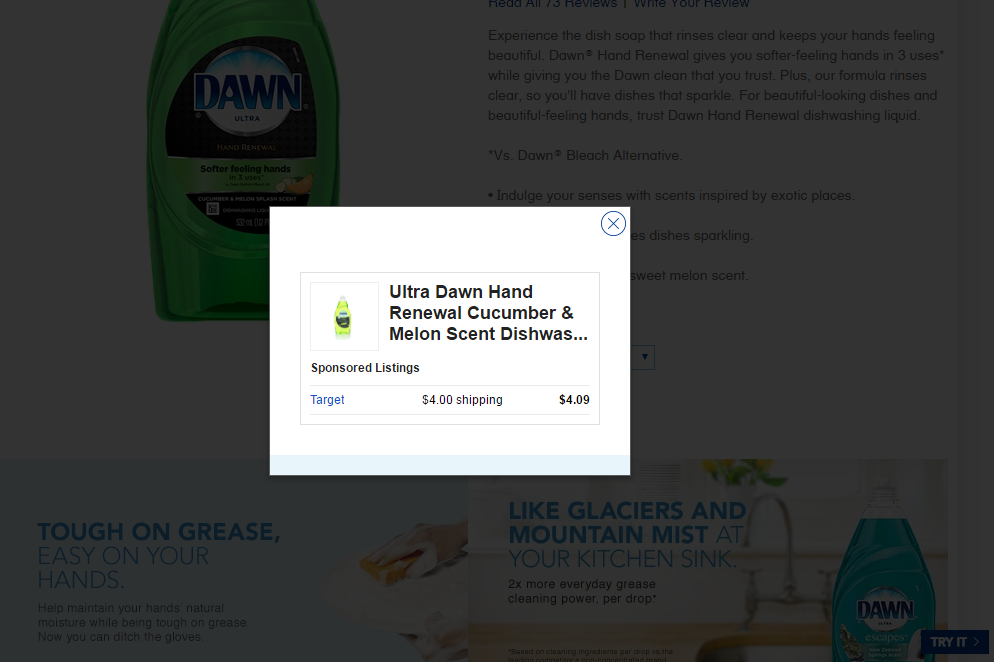 Read All 73 Reviews | Write Your Review
Experience the dish soap that rinses clear and keeps your hands feeling
beautiful. Dawn® Hand Renewal gives you softer-feeling hands in 3 uses*
while giving you the Dawn clean that you trust. Plus, our formula rinses
clear, so you'll have dishes that sparkle. For beautiful-looking dishes and
beautiful-feeling hands, trust Dawn Hand Renewal dishwashing liquid.
*Vs. Dawn® Bleach Alternative.
• Indulge your senses with scents inspired by exotic places.
es dishes sparkling.
sweet melon scent.
DAWN
ULTRA
HAND RENEWAL
Softer feeling hands
in 3 uses*
CUCUMBER & MELON SPLASH SCENT
Ultra Dawn Hand
Renewal Cucumber &
Melon Scent Dishwas...
Sponsored Listings
Target $4.00 shipping $4.09
TOUGH ON GREASE,
EASY ON YOUR
HANDS.
Help maintain your hands' natural
moisture while being tough on grease.
Now you can ditch the gloves.
LIKE GLACIERS AND
MOUNTAIN MIST AT
YOUR KITCHEN SINK.
2x more everyday grease
cleaning power, per drop*
*Based on cleaning ingredients per drop vs the
DAWN
ULTRA
escapes
TRY IT >